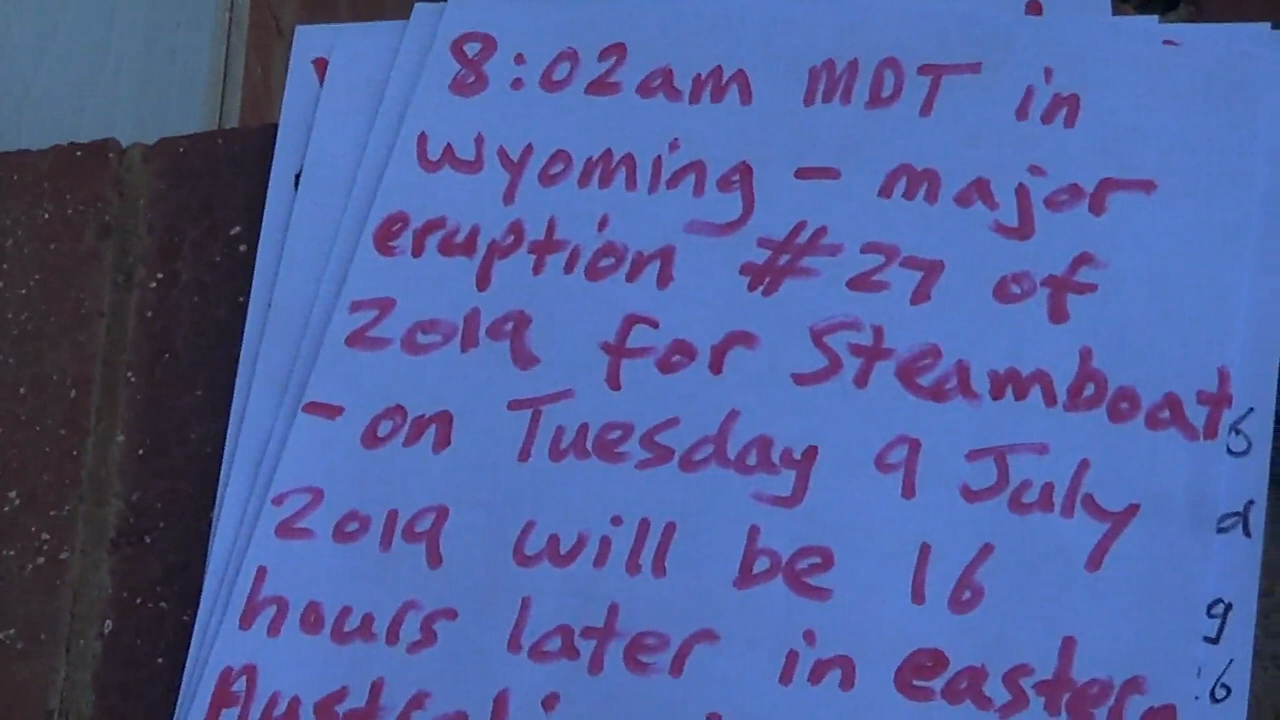 8:02am MDT in
wyoming - major
eruption #27 of
2019 for Steamboat
- on Tuesday 9 July
2019 will be 16
hours later in eastern